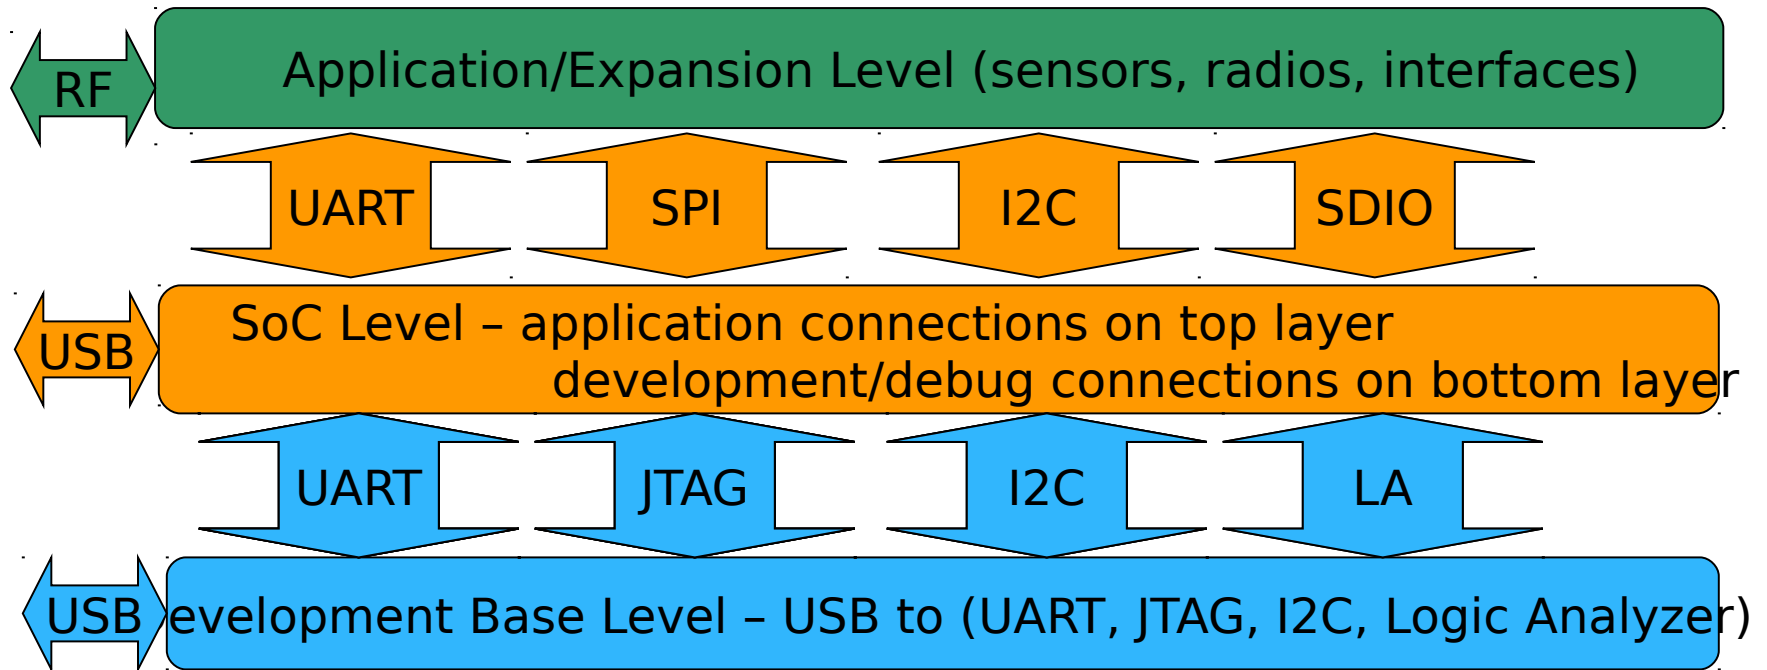 Application/Expansion Level (sensors, radios, interfaces)
RF
UART SPI I2C SDIO
SoC Level – application connections on top layer
USB
development/debug connections on bottom layer
UART JTAG I2C LA
USB
evelopment Base Level – USB to (UART, JTAG, I2C, Logic Analyzer)